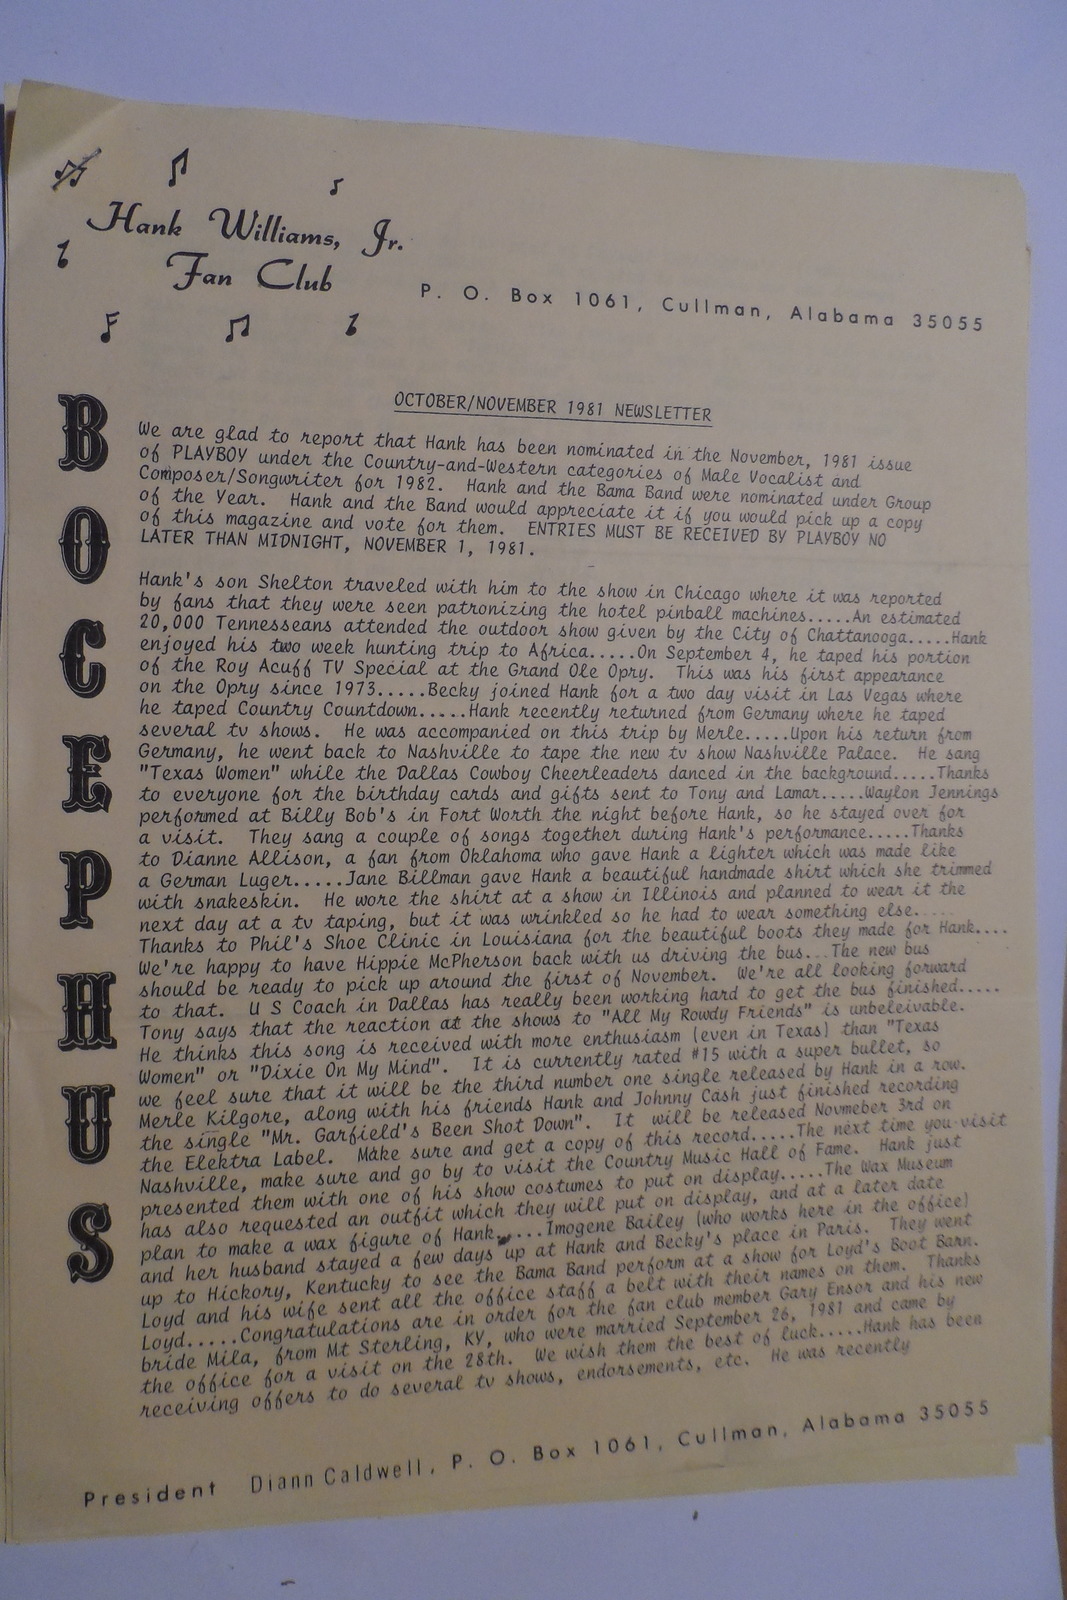 Hank Williams, Jr.
Fan Club
P. O. Box 1061, Cullman, Alabama 35055
BOCEPHUS
OCTOBER/NOVEMBER 1981 NEWSLETTER
We are glad to report that Hank has been nominated in the November, 1981 issue
of PLAYBOY under the Country-and-Western categories of Male Vocalist and
Composer/Songwriter for 1982. Hank and the Bama Band were nominated under Group
of the Year. Hank and the Band would appreciate it if you would pick up a copy
of this magazine and vote for them. ENTRIES MUST BE RECEIVED BY PLAYBOY NO
LATER THAN MIDNIGHT, NOVEMBER 1, 1981.
Hank's son Shelton traveled with him to the show in Chicago where it was reported
by fans that they were seen patronizing the hotel pinball machines.....An estimated
20,000 Tennesseans attended the outdoor show given by the City of Chattanooga.....Hank
enjoyed his two week hunting trip to Africa.....On September 4, he taped his portion
of the Roy Acuff TV Special at the Grand Ole Opry. This was his first appearance
on the Opry since 1973.....Becky joined Hank for a two day visit in Las Vegas where
he taped Country Countdown.....Hank recently returned from Germany where he taped
several tv shows. He was accompanied on this trip by Merle.....Upon his return from
Germany, he went back to Nashville to tape the new tv show Nashville Palace. He sang
"Texas Women" while the Dallas Cowboy Cheerleaders danced in the background.....Thanks
to everyone for the birthday cards and gifts sent to Tony and Lamar.....Waylon Jennings
performed at Billy Bob's in Fort Worth the night before Hank, so he stayed over for
a visit. They sang a couple of songs together during Hank's performance.....Thanks
to Dianne Allison, a fan from Oklahoma who gave Hank a lighter which was made like
a German Luger.....Jane Billman gave Hank a beautiful handmade shirt which she trimmed
with snakeskin. He wore the shirt at a show in Illinois and planned to wear it the
next day at a tv taping, but it was wrinkled so he had to wear something else.....
Thanks to Phil's Shoe Clinic in Louisiana for the beautiful boots they made for Hank....
We're happy to have Hippie McPherson back with us driving the bus...The new bus
should be ready to pick up around the first of November. We're all looking forward
to that. U S Coach in Dallas has really been working hard to get the bus finished.....
Tony says that the reaction at the shows to "All My Rowdy Friends" is unbeleivable.
He thinks this song is received with more enthusiasm (even in Texas) than "Texas
Women" or "Dixie On My Mind". It is currently rated #15 with a super bullet, so
we feel sure that it will be the third number one single released by Hank in a row.
Merle Kilgore, along with his friends Hank and Johnny Cash just finished recording
the single "Mr. Garfield's Been Shot Down". It will be released Novmeber 3rd on
the Elektra Label. Make sure and get a copy of this record.....The next time you visit
Nashville, make sure and go by to visit the Country Music Hall of Fame. Hank just
presented them with one of his show costumes to put on display.....The Wax Museum
has also requested an outfit which they will put on display, and at a later date
plan to make a wax figure of Hank.....Imogene Bailey (who works here in the office)
and her husband stayed a few days up at Hank and Becky's place in Paris. They went
up to Hickory, Kentucky to see the Bama Band perform at a show for Loyd's Boot Barn.
Loyd and his wife sent all the office staff a belt with their names on them. Thanks
Loyd.....Congratulations are in order for the fan club member Gary Ensor and his new
bride Mila, from Mt Sterling, KY, who were married September 26, 1981 and came by
the office for a visit on the 28th. We wish them the best of luck.....Hank has been
receiving offers to do several tv shows, endorsements, etc. He was recently
President Diann Caldwell, P. O. Box 1061, Cullman, Alabama 35055